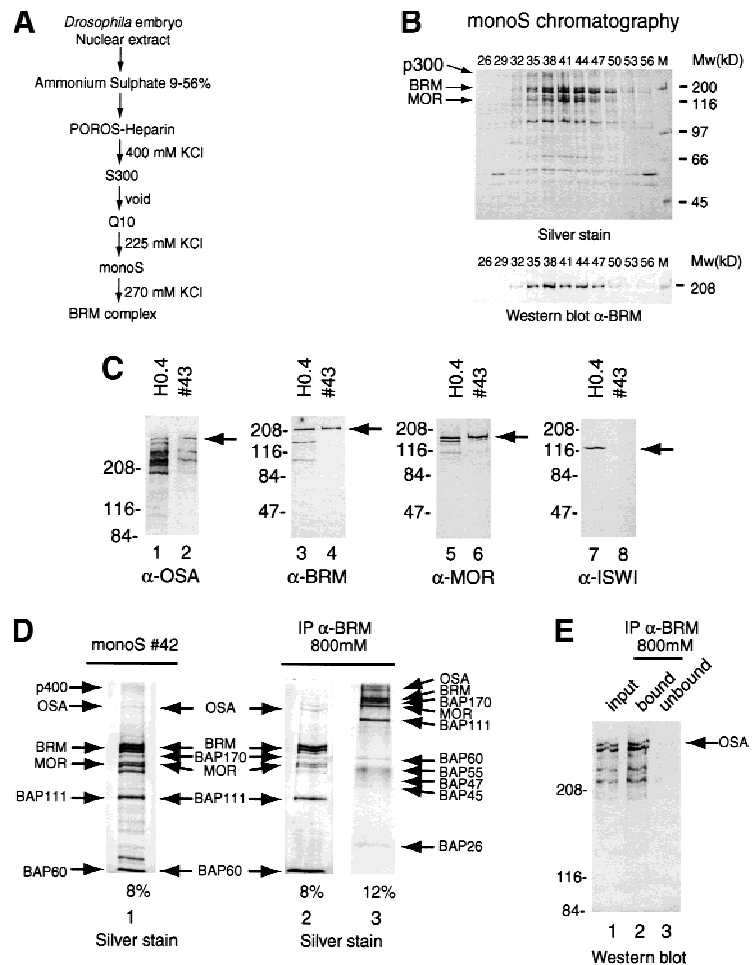 A
Drosophila embryo
Nuclear extract
Ammonium Sulphate 9-56%
POROS-Heparin
400 mM KCl
S300
void
Q10
225 mM KCl
monoS
270 mM KCl
BRM complex
B
monoS chromatography
26 29 32 35 38 41 44 47 50 53 56 M Mw(kD)
p300
BRM
MOR
200
116
97
66
45
Silver stain
26 29 32 35 38 41 44 47 50 53 56 M Mw(kD)
208
Western blot α-BRM
C
H0.4 #43
208-
116-
84-
1 2
α-OSA
H0.4 #43
208-
116-
84-
47-
3 4
α-BRM
H0.4 #43
208-
116-
84-
47-
5 6
α-MOR
H0.4 #43
208-
116-
84-
47-
7 8
α-ISWI
D
monoS #42
p400
OSA
BRM
MOR
BAP111
BAP60
8%
1
Silver stain
IP α-BRM
800mM
OSA
BRM
BAP170
MOR
BAP111
BAP60
OSA
BRM
BAP170
MOR
BAP111
BAP60
BAP55
BAP47
BAP45
BAP26
8% 12%
2 3
Silver stain
E
IP α-BRM
800mM
input bound unbound
OSA
208-
116-
84-
1 2 3
Western blot